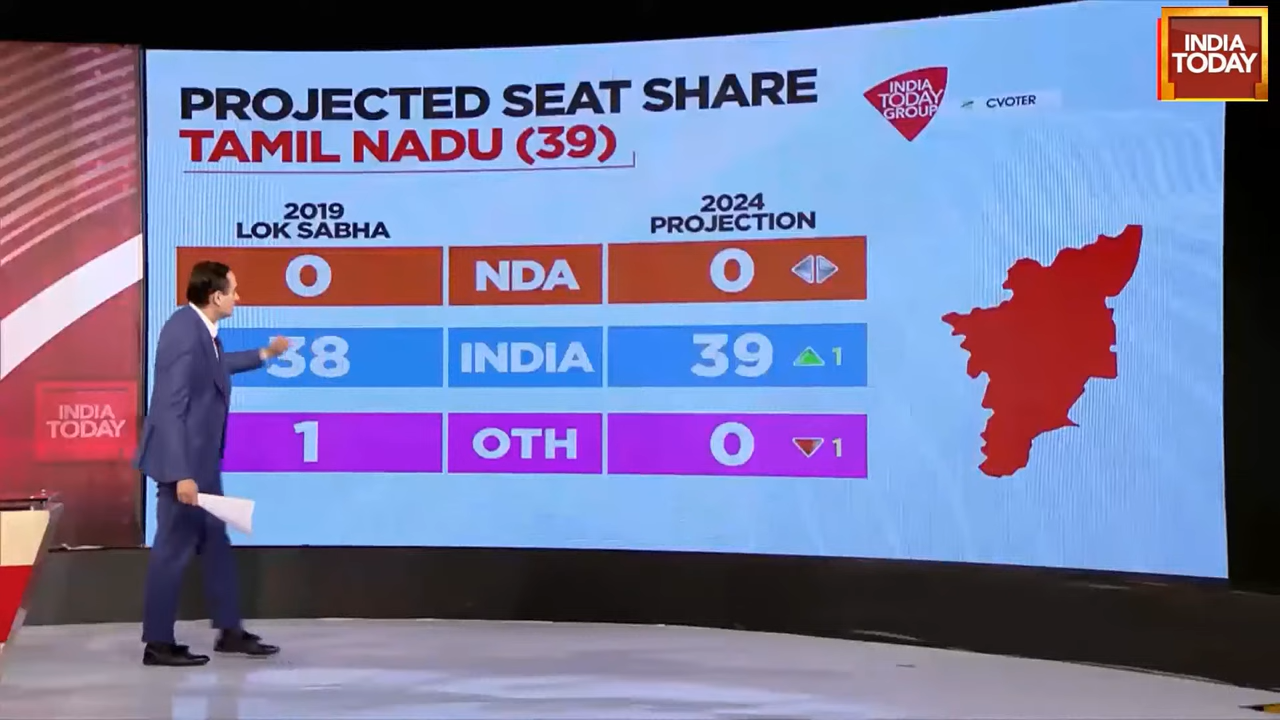 INDIA
TODAY
PROJECTED SEAT SHARE
TAMIL NADU (39)
INDIA
TODAY
GROUP
CVOTER
2019
LOK SABHA
2024
PROJECTION
0 NDA 0
38 INDIA 39 1
1 OTH 0 1
INDIA
TODAY